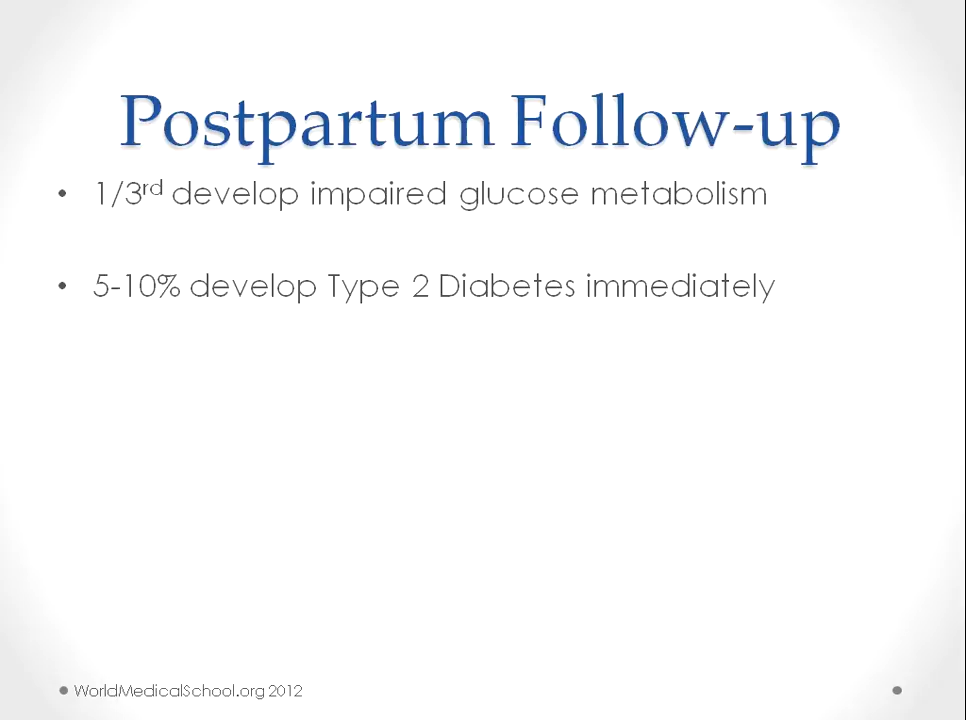 Postpartum Follow-up
• 1/3rd develop impaired glucose metabolism
• 5-10% develop Type 2 Diabetes immediately
WorldMedicalSchool.org 2012